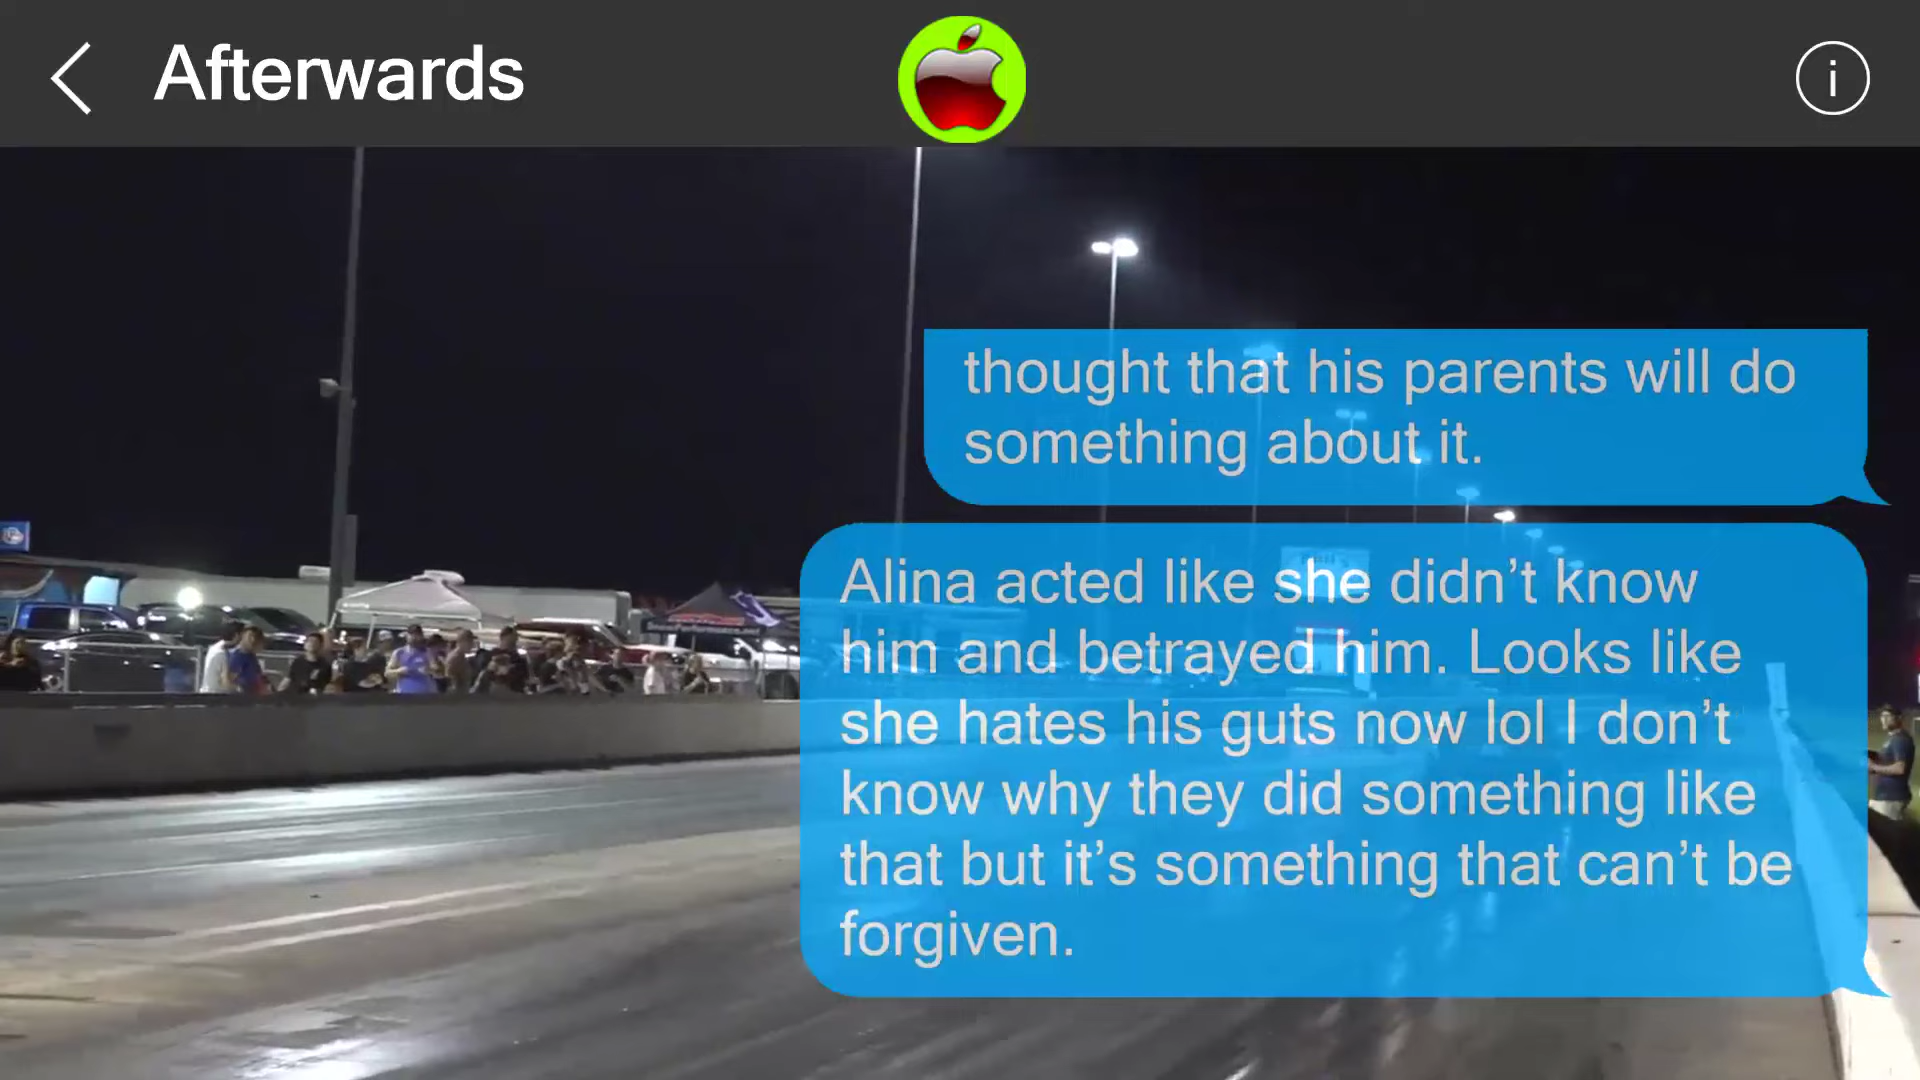 Afterwards
thought that his parents will do
something about it.
Alina acted like she didn’t know
him and betrayed him. Looks like
she hates his guts now lol I don’t
know why they did something like
that but it’s something that can’t be
forgiven.